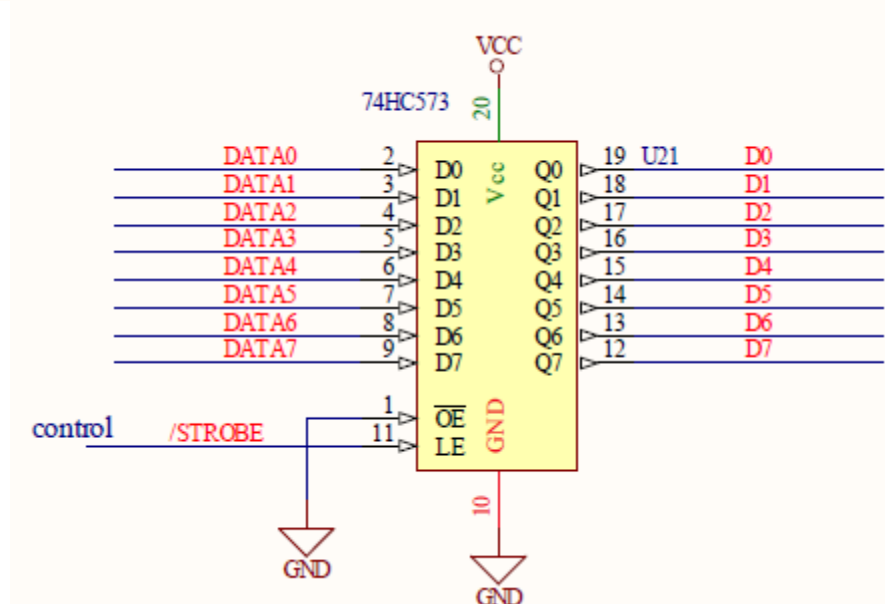 VCC
74HC573
20
DATA0 2 D0 Vcc Q0 19 U21 D0
DATA1 3 D1 Q1 18 D1
DATA2 4 D2 Q2 17 D2
DATA3 5 D3 Q3 16 D3
DATA4 6 D4 Q4 15 D4
DATA5 7 D5 Q5 14 D5
DATA6 8 D6 Q6 13 D6
DATA7 9 D7 Q7 12 D7
1 OE GND
control /STROBE 11 LE
10
GND
GND